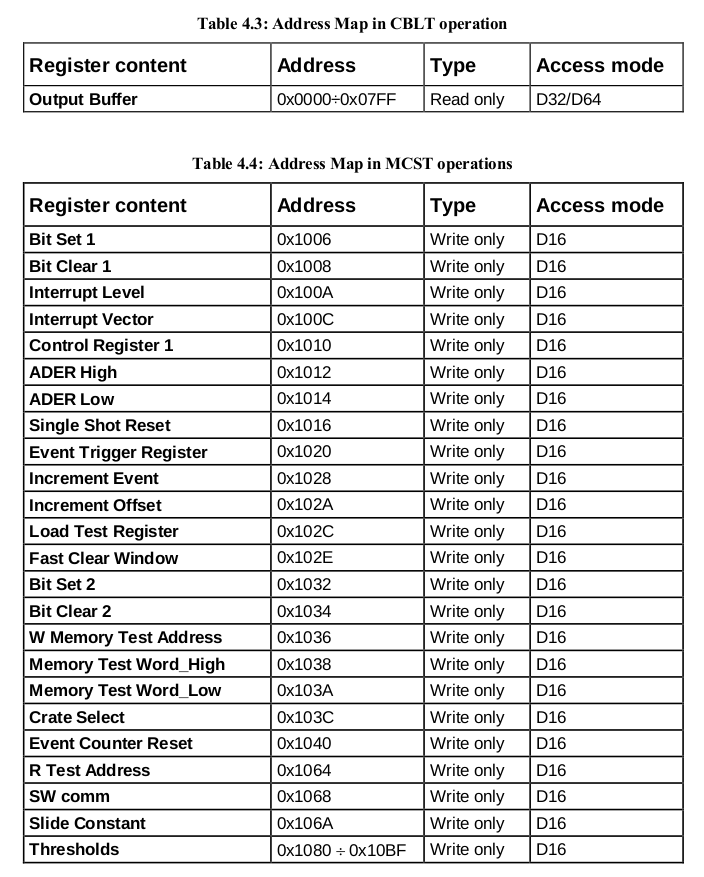 Table 4.3: Address Map in CBLT operation
Register content Address Type Access mode
Output Buffer 0x0000÷0x07FF Read only D32/D64
Table 4.4: Address Map in MCST operations
Register content Address Type Access mode
Bit Set 1 0x1006 Write only D16
Bit Clear 1 0x1008 Write only D16
Interrupt Level 0x100A Write only D16
Interrupt Vector 0x100C Write only D16
Control Register 1 0x1010 Write only D16
ADER High 0x1012 Write only D16
ADER Low 0x1014 Write only D16
Single Shot Reset 0x1016 Write only D16
Event Trigger Register 0x1020 Write only D16
Increment Event 0x1028 Write only D16
Increment Offset 0x102A Write only D16
Load Test Register 0x102C Write only D16
Fast Clear Window 0x102E Write only D16
Bit Set 2 0x1032 Write only D16
Bit Clear 2 0x1034 Write only D16
W Memory Test Address 0x1036 Write only D16
Memory Test Word_High 0x1038 Write only D16
Memory Test Word_Low 0x103A Write only D16
Crate Select 0x103C Write only D16
Event Counter Reset 0x1040 Write only D16
R Test Address 0x1064 Write only D16
SW comm 0x1068 Write only D16
Slide Constant 0x106A Write only D16
Thresholds 0x1080 ÷ 0x10BF Write only D16